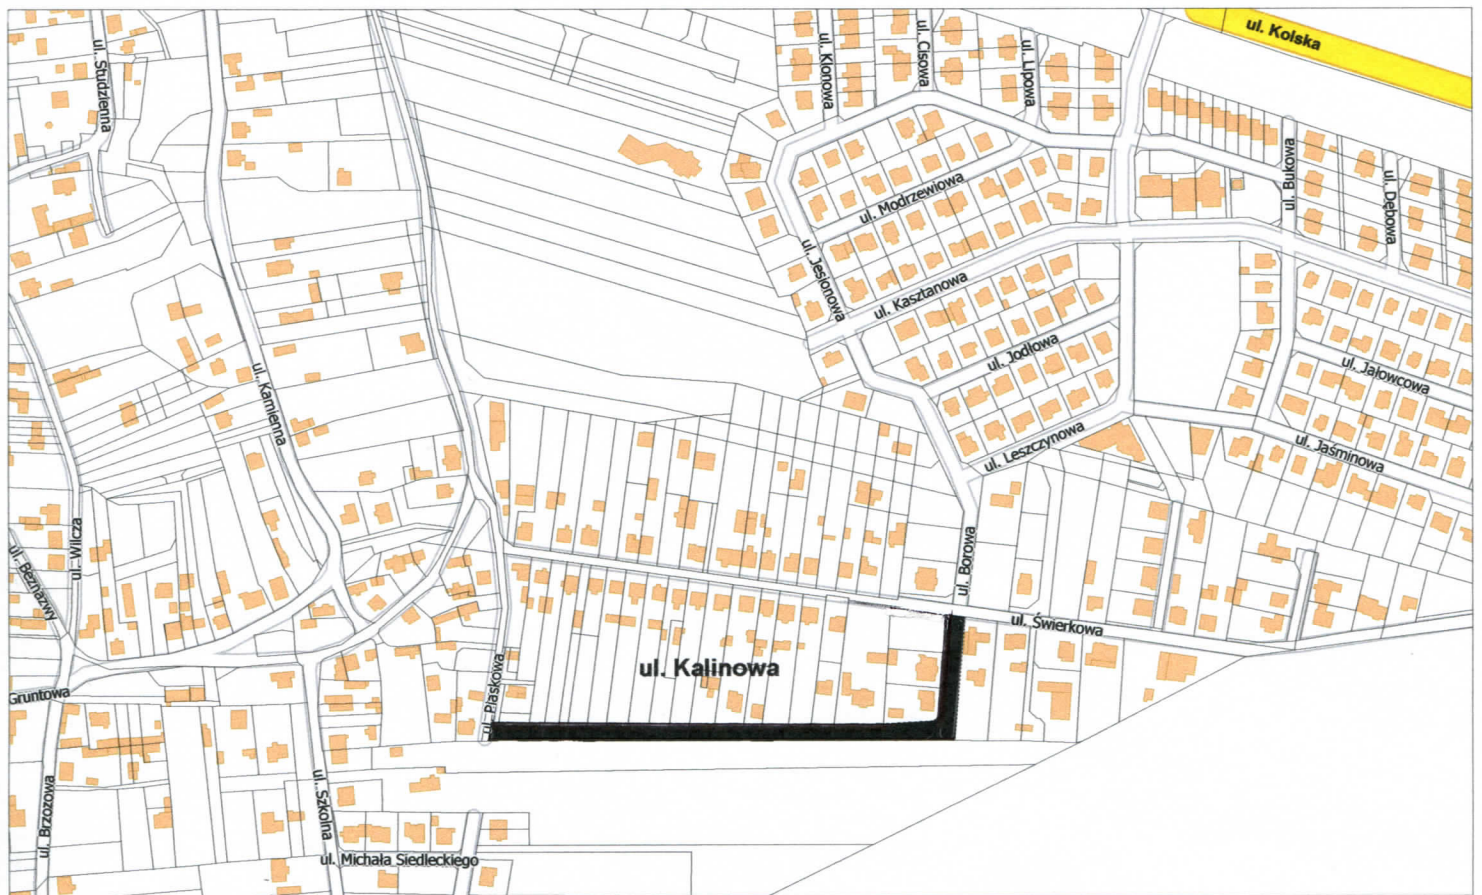 ul. Kolska
ul. Studzienna
ul. Klonowa
ul. Cisowa
ul. Lipowa
ul. Bukowa
ul. Dębowa
ul. Modrzewiowa
ul. Jesionowa
ul. Kasztanowa
ul. Jodłowa
ul. Jałowcowa
ul. Kamienna
ul. Leszczynowa
ul. Jaśminowa
ul. Wilcza
ul. Beznazwy
ul. Borowa
ul. Świerkowa
ul. Kalinowa
ul. Piaskowa
Gruntowa
ul. Brzozowa
ul. Szkolna
ul. Michała Siedleckiego